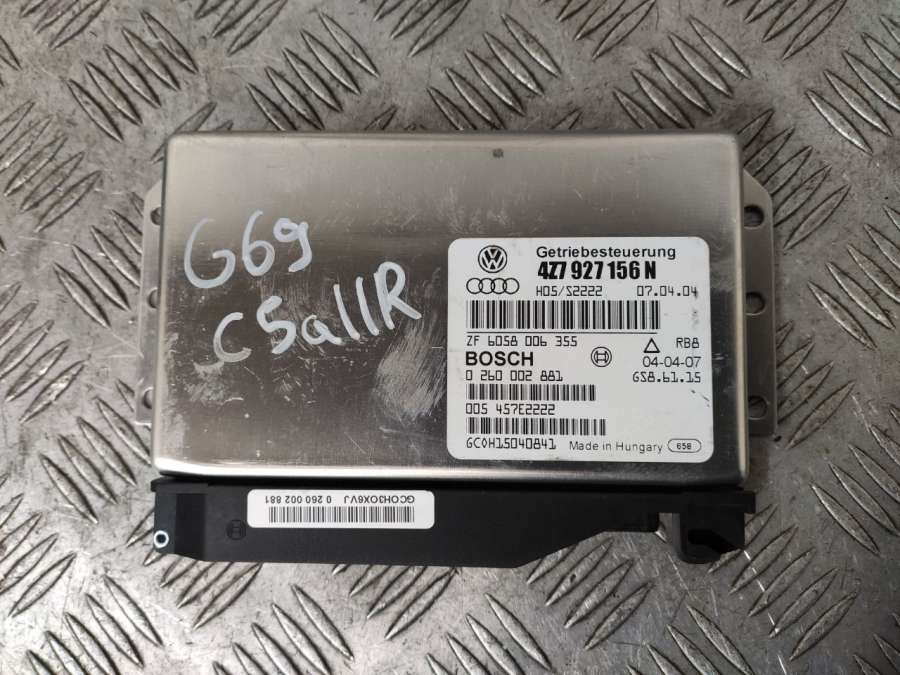 G69
C5allR
Getriebesteuerung
4Z7 927 156 N
H05/S2222 07.04.04
ZF 6058 006 355 RB8
BOSCH 04-04-07
0 260 002 881 GS8.61.15
005 457E2222
GC0H15040841 Made in Hungary 658
GCOH3OX6VJ 0 260 002 881